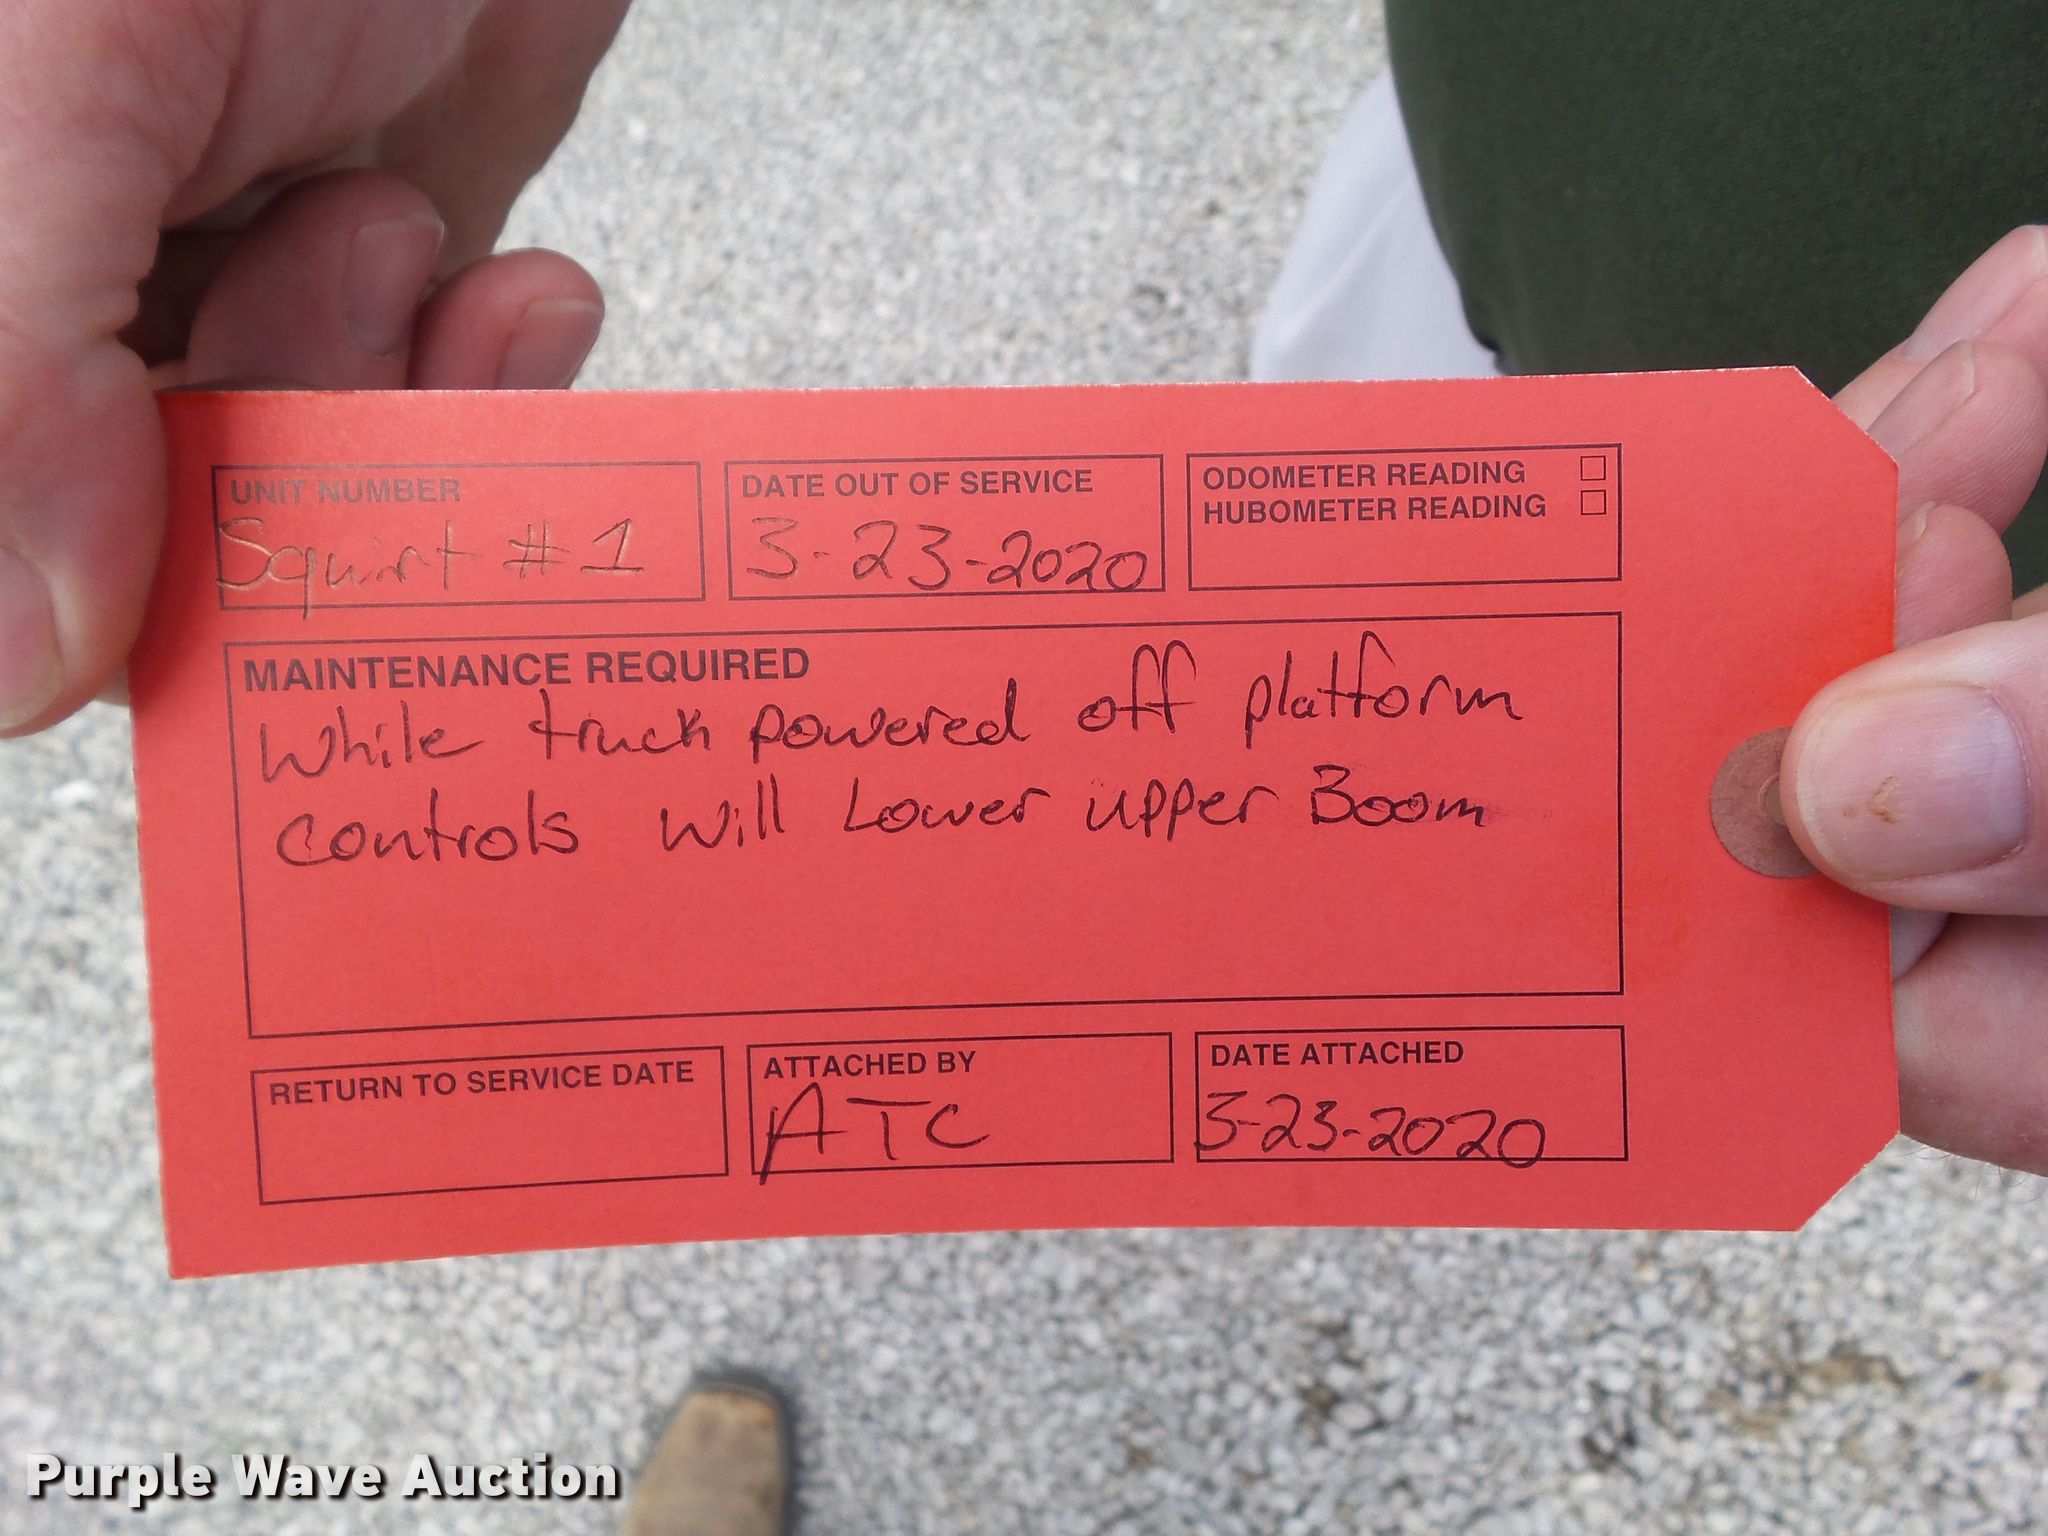 UNIT NUMBER
Squirt #1
DATE OUT OF SERVICE
3-23-2020
ODOMETER READING
HUBOMETER READING
MAINTENANCE REQUIRED
While truck powered off platform
controls will Lower upper Boom
RETURN TO SERVICE DATE
ATTACHED BY
ATC
DATE ATTACHED
3-23-2020
Purple Wave Auction